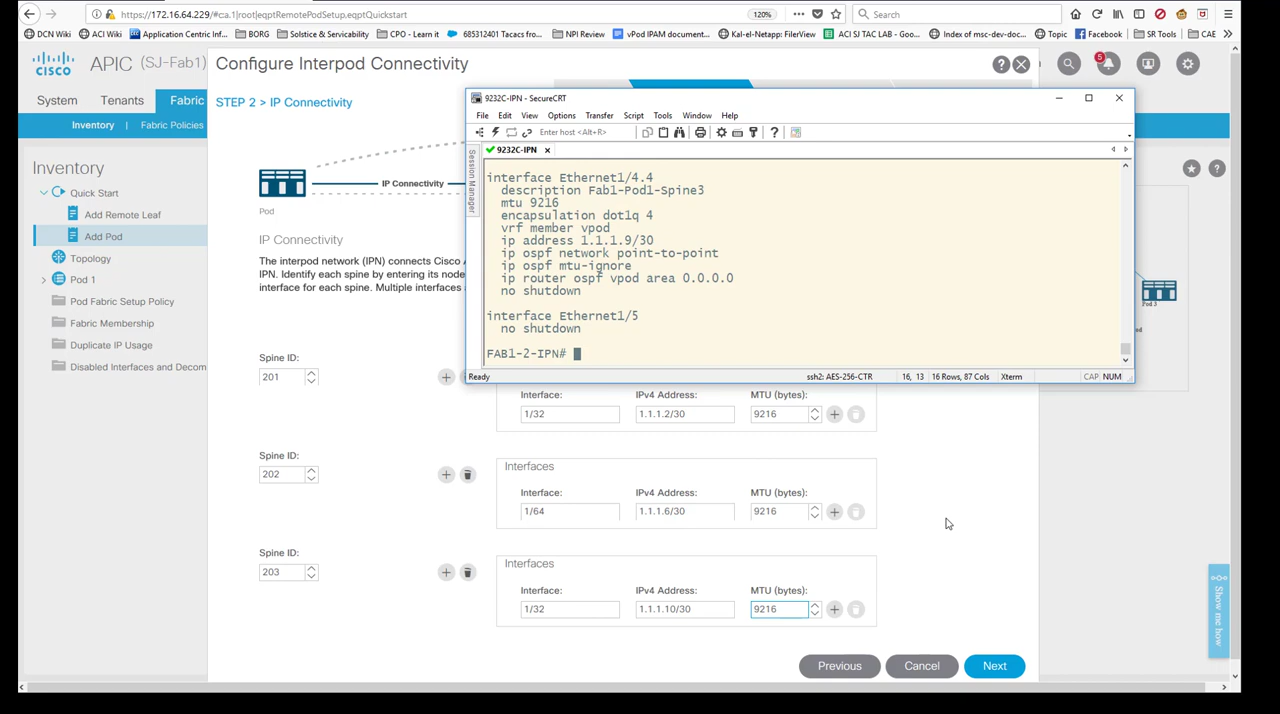 https://172.16.64.229/#ca.1|root|eqptRemotePodSetup,eqptQuickstart
120%
Search
DCN Wiki
ACI Wiki
Application Centric Inf...
BORG
Solstice & Servicability
CPO - Learn it
685312401 Tacacs fro...
NPI Review
vPod IPAM document...
Kal-el-Netapp: FilerView
ACI SJ TAC LAB - Goo...
Index of msc-dev-doc...
Topic
Facebook
SR Tools
CAE
CISCO
APIC
(SJ-Fab1)
Configure Interpod Connectivity
5
System
Tenants
Fabric
Inventory
Fabric Policies
STEP 2 > IP Connectivity
Inventory
Quick Start
Add Remote Leaf
Add Pod
Topology
Pod 1
Pod Fabric Setup Policy
Fabric Membership
Duplicate IP Usage
Disabled Interfaces and Decom
IP Connectivity
Pod
IP Connectivity
The interpod network (IPN) connects Cisco
IPN. Identify each spine by entering its node
interface for each spine. Multiple interfaces
9232C-IPN - SecureCRT
File
Edit
View
Options
Transfer
Script
Tools
Window
Help
Enter host <Alt+R>
9232C-IPN
Session Manager
interface Ethernet1/4.4
description Fab1-Pod1-Spine3
mtu 9216
encapsulation dot1q 4
vrf member vpod
ip address 1.1.1.9/30
ip ospf network point-to-point
ip ospf mtu-ignore
ip router ospf vpod area 0.0.0.0
no shutdown
interface Ethernet1/5
no shutdown
FAB1-2-IPN#
Ready
ssh2: AES-256-CTR
16, 13
16 Rows, 87 Cols
Xterm
CAP NUM
Pod 3
Spine ID:
201
Interface:
IPv4 Address:
MTU (bytes):
1/32
1.1.1.2/30
9216
Spine ID:
202
Interfaces
Interface:
IPv4 Address:
MTU (bytes):
1/64
1.1.1.6/30
9216
Spine ID:
203
Interfaces
Interface:
IPv4 Address:
MTU (bytes):
1/32
1.1.1.10/30
9216
Previous
Cancel
Next
Show me how